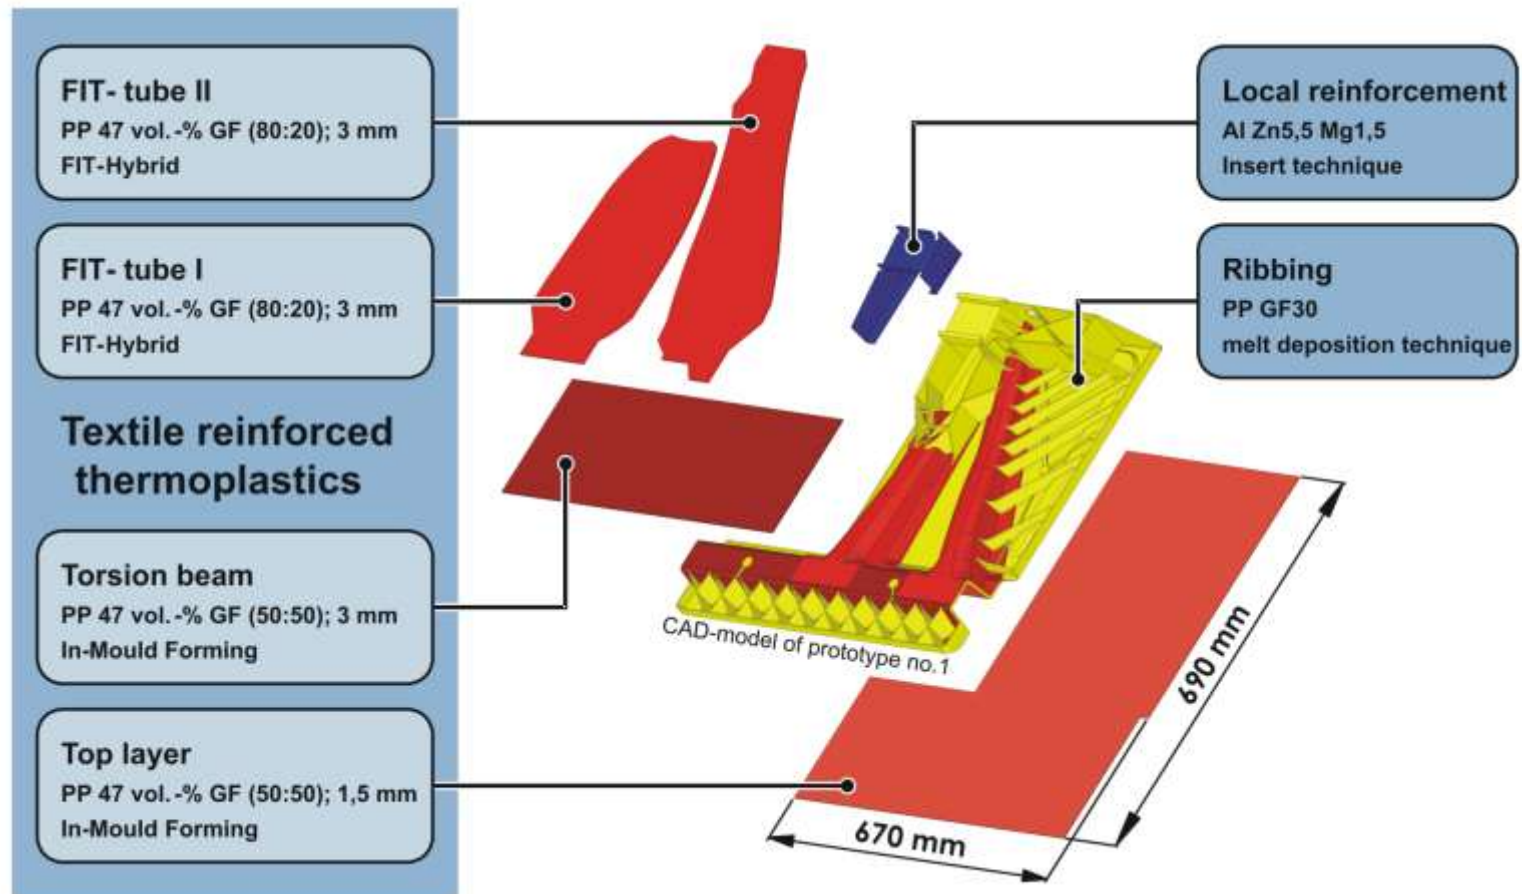 FIT- tube II
PP 47 vol.-% GF (80:20); 3 mm
FIT-Hybrid
FIT- tube I
PP 47 vol.-% GF (80:20); 3 mm
FIT-Hybrid
Textile reinforced
thermoplastics
Torsion beam
PP 47 vol.-% GF (50:50); 3 mm
In-Mould Forming
Top layer
PP 47 vol.-% GF (50:50); 1,5 mm
In-Mould Forming
Local reinforcement
Al Zn5,5 Mg1,5
Insert technique
Ribbing
PP GF30
melt deposition technique
CAD-model of prototype no.1
690 mm
670 mm